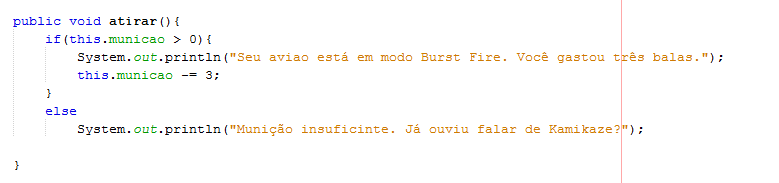 public void atirar(){
if(this.municao > 0){
System.out.println("Seu aviao está em modo Burst Fire. Você gastou três balas.");
this.municao -= 3;
}
else
System.out.println("Munição insuficinte. Já ouviu falar de Kamikaze?");
}